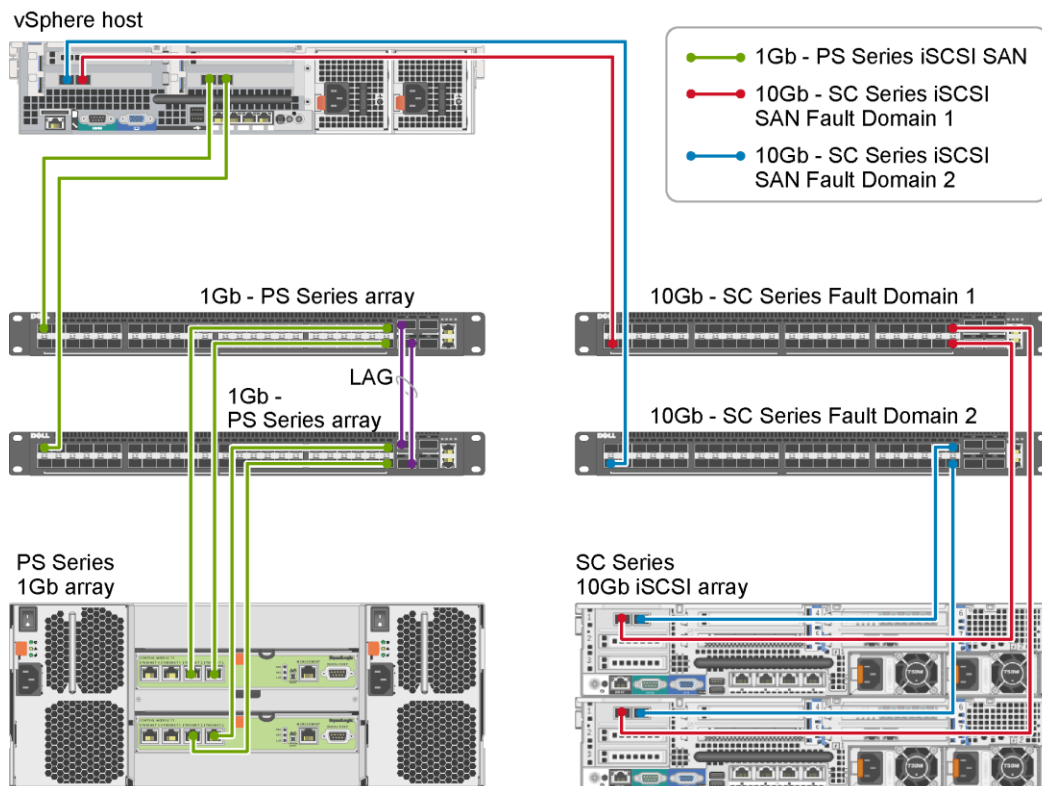 vSphere host
1Gb - PS Series iSCSI SAN
10Gb - SC Series iSCSI
SAN Fault Domain 1
10Gb - SC Series iSCSI
SAN Fault Domain 2
1Gb - PS Series array
10Gb - SC Series Fault Domain 1
LAG
1Gb -
PS Series array
10Gb - SC Series Fault Domain 2
DELL
PS Series
1Gb array
SC Series
10Gb iSCSI array